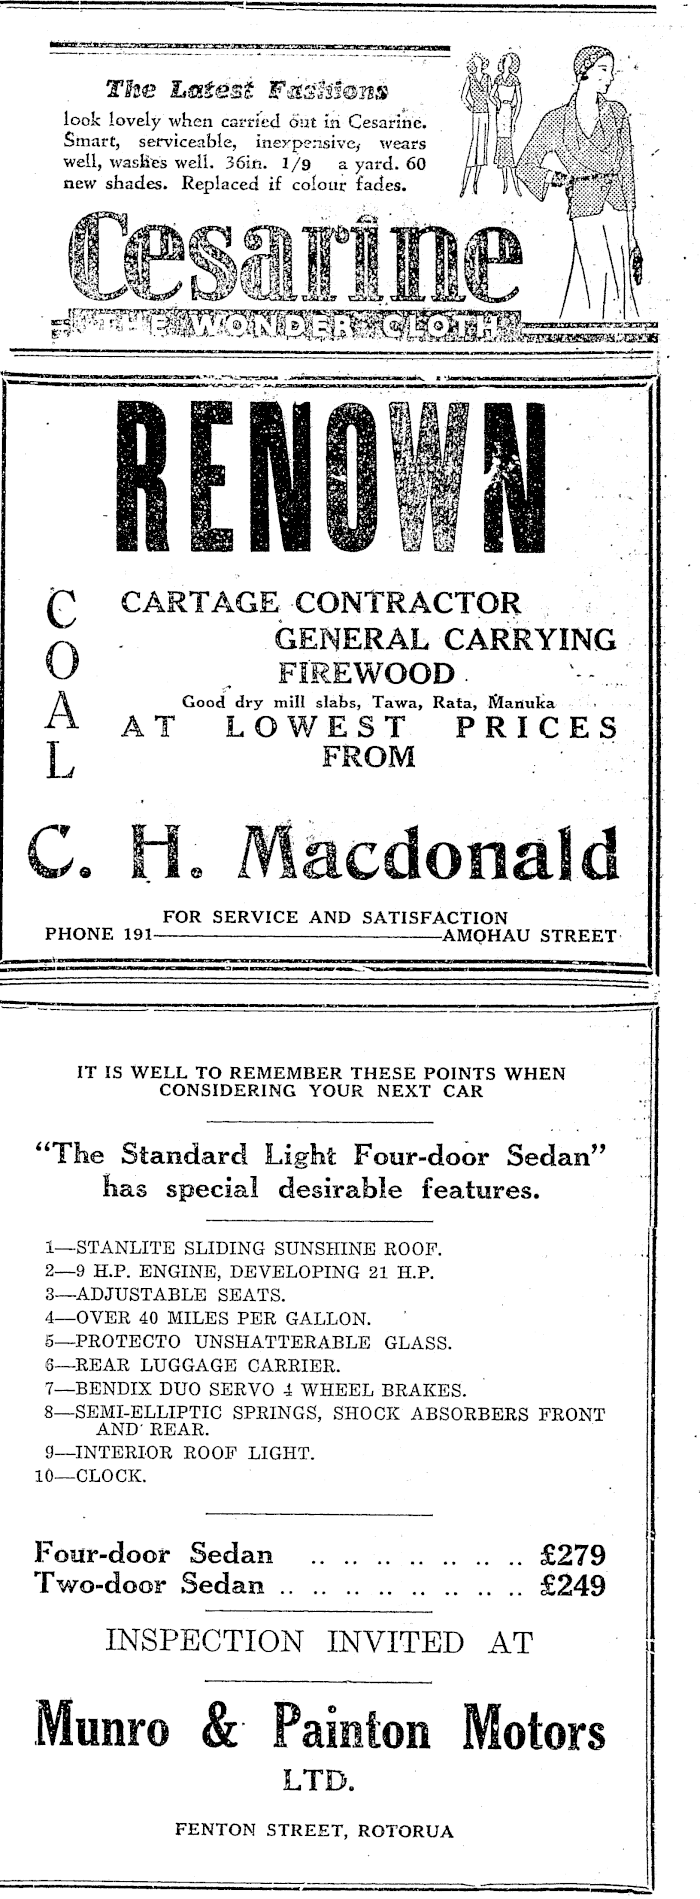 The Latest Fashions
look lovely when carried out in Cesarine.
Smart, serviceable, inexpensive, wears
well, washes well. 36in. 1/9 a yard. 60
new shades. Replaced if colour fades.
Cesarine
THE WONDER CLOTH
RENOWN
COAL
CARTAGE CONTRACTOR
GENERAL CARRYING
FIREWOOD
Good dry mill slabs, Tawa, Rata, Manuka
AT LOWEST PRICES
FROM
C. H. Macdonald
FOR SERVICE AND SATISFACTION
PHONE 191——AMOHAU STREET
IT IS WELL TO REMEMBER THESE POINTS WHEN
CONSIDERING YOUR NEXT CAR
“The Standard Light Four-door Sedan”
has special desirable features.
1—STANLITE SLIDING SUNSHINE ROOF.
2—9 H.P. ENGINE, DEVELOPING 21 H.P.
3—ADJUSTABLE SEATS.
4—OVER 40 MILES PER GALLON.
5—PROTECTO UNSHATTERABLE GLASS.
6—REAR LUGGAGE CARRIER.
7—BENDIX DUO SERVO 4 WHEEL BRAKES.
8—SEMI-ELLIPTIC SPRINGS, SHOCK ABSORBERS FRONT
AND REAR.
9—INTERIOR ROOF LIGHT.
10—CLOCK.
Four-door Sedan .. .. .. .. .. .. .. £279
Two-door Sedan .. .. .. .. .. .. .. .. £249
INSPECTION INVITED AT
Munro & Painton Motors
LTD.
FENTON STREET, ROTORUA